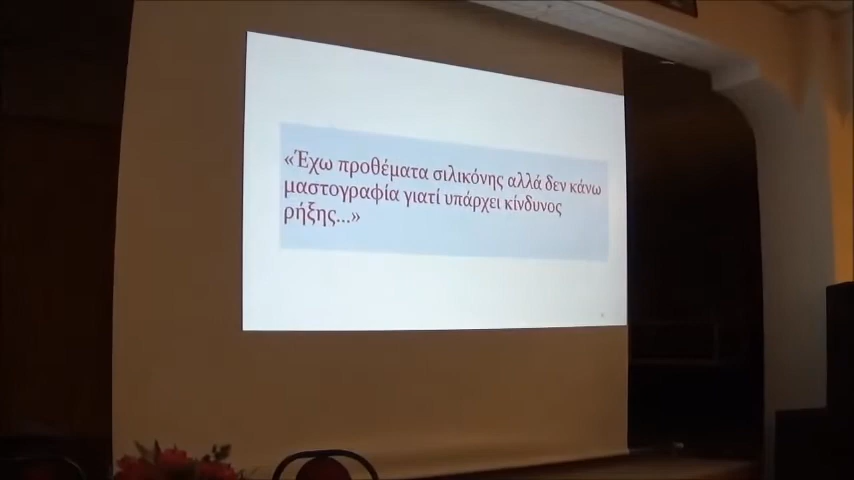 «Έχω προθέματα σιλικόνης αλλά δεν κάνω
μαστογραφία γιατί υπάρχει κίνδυνος
ρήξης...»